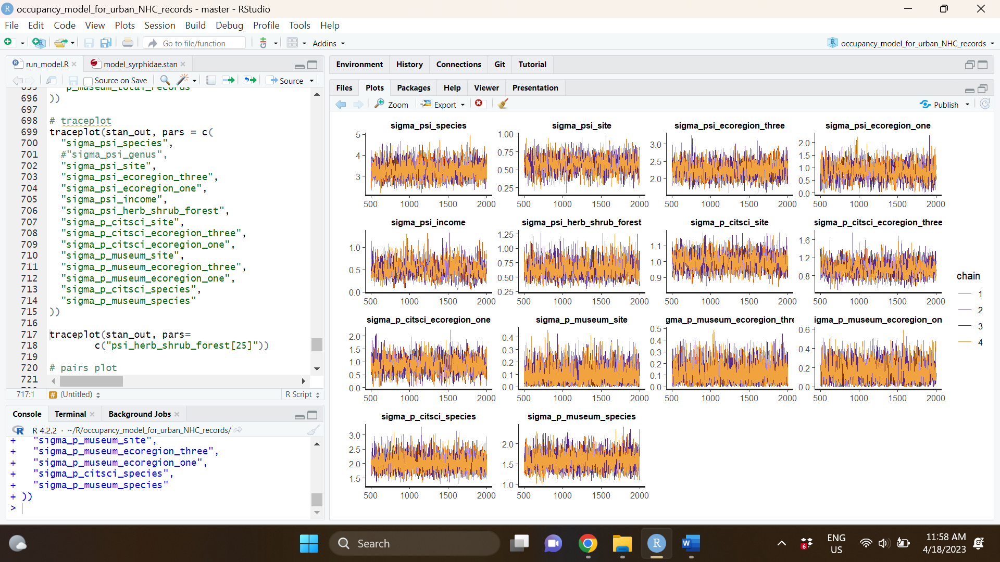 occupancy_model_for_urban_NHC_records - master - RStudio
File Edit Code View Plots Session Build Debug Profile Tools Help
Go to file/function
Addins
occupancy_model_for_urban_NHC_records
run_model.R
model_syrphidae.stan
Source on Save
Source
695 p_museum_total_records
696 ))
697
698 # traceplot
699 traceplot(stan_out, pars = c(
700 "sigma_psi_species",
701 #"sigma_psi_genus",
702 "sigma_psi_site",
703 "sigma_psi_ecoregion_three",
704 "sigma_psi_ecoregion_one",
705 "sigma_psi_income",
706 "sigma_psi_herb_shrub_forest",
707 "sigma_p_citsci_site",
708 "sigma_p_citsci_ecoregion_three",
709 "sigma_p_citsci_ecoregion_one",
710 "sigma_p_museum_site",
711 "sigma_p_museum_ecoregion_three",
712 "sigma_p_museum_ecoregion_one",
713 "sigma_p_citsci_species",
714 "sigma_p_museum_species"
715 ))
716
717 traceplot(stan_out, pars=
718 c("psi_herb_shrub_forest[25]"))
719
720 # pairs plot
721
717:1 # (Untitled) R Script
Console Terminal Background Jobs
R 4.2.2 · ~/R/occupancy_model_for_urban_NHC_records/
+ "sigma_p_museum_site",
+ "sigma_p_museum_ecoregion_three",
+ "sigma_p_museum_ecoregion_one",
+ "sigma_p_citsci_species",
+ "sigma_p_museum_species"
+ ))
>
Environment History Connections Git Tutorial
Files Plots Packages Help Viewer Presentation
Zoom Export Publish
sigma_psi_species sigma_psi_site sigma_psi_ecoregion_three sigma_psi_ecoregion_one
5 4 3
1.00 0.75 0.50 0.25
3.0 2.5 2.0
2.0 1.5 1.0 0.5 0.0
500 1000 1500 2000 500 1000 1500 2000 500 1000 1500 2000 500 1000 1500 2000
sigma_psi_income sigma_psi_herb_shrub_forest sigma_p_citsci_site sigma_p_citsci_ecoregion_three
1.0 0.5 0.0
1.25 1.00 0.75 0.50 0.25
1.1 1.0 0.9
1.6 1.2 0.8
500 1000 1500 2000 500 1000 1500 2000 500 1000 1500 2000 500 1000 1500 2000
sigma_p_citsci_ecoregion_one sigma_p_museum_site gma_p_museum_ecoregion_thre igma_p_museum_ecoregion_on
2.0 1.5 1.0 0.5 0.0
0.4 0.3 0.2 0.1 0.0
0.5 0.4 0.3 0.2 0.1 0.0
0.6 0.4 0.2 0.0
500 1000 1500 2000 500 1000 1500 2000 500 1000 1500 2000 500 1000 1500 2000
sigma_p_citsci_species sigma_p_museum_species
3.0 2.5 2.0 1.5
2.0 1.5 1.0
500 1000 1500 2000 500 1000 1500 2000
chain
1
2
3
4
Search
6
ENG
US
11:58 AM
4/18/2023